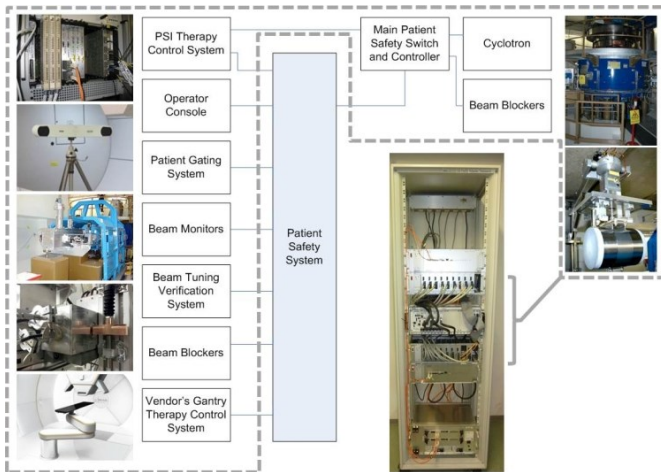 PSI Therapy
Control System
Operator
Console
Patient Gating
System
Beam Monitors
Beam Tuning
Verification
System
Beam Blockers
Vendor's Gantry
Therapy Control
System
Patient
Safety
System
Main Patient
Safety Switch
and Controller
Cyclotron
Beam Blockers